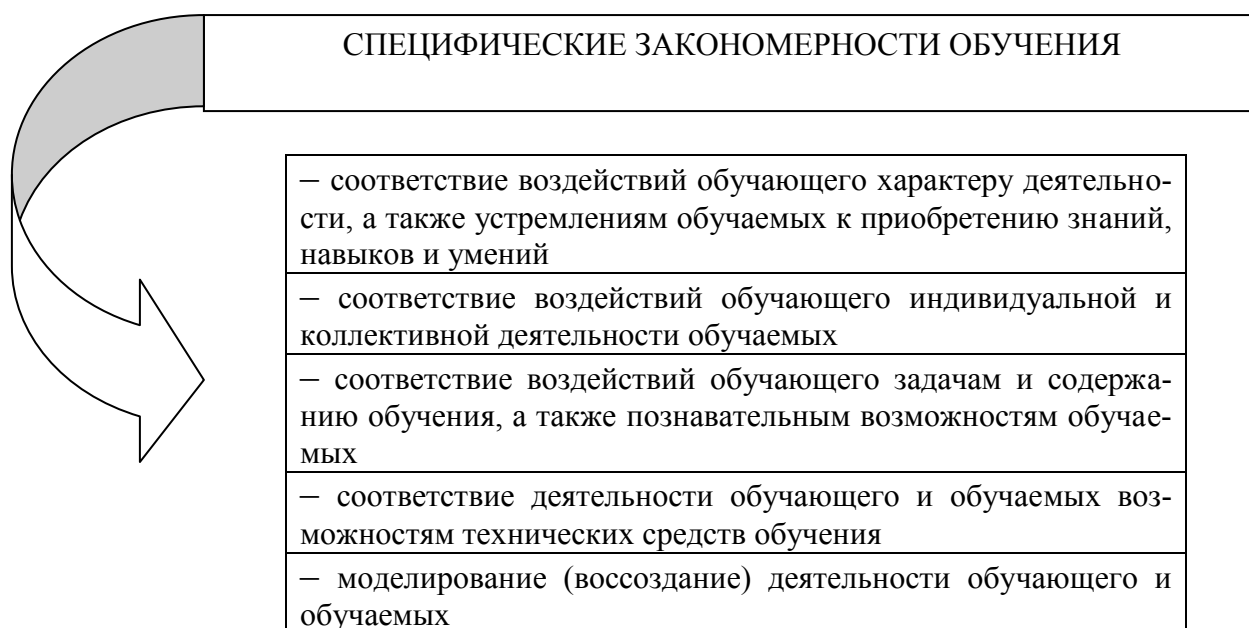 СПЕЦИФИЧЕСКИЕ ЗАКОНОМЕРНОСТИ ОБУЧЕНИЯ
– соответствие воздействий обучающего характеру деятельно-
сти, а также устремлениям обучаемых к приобретению знаний,
навыков и умений
– соответствие воздействий обучающего индивидуальной и
коллективной деятельности обучаемых
– соответствие воздействий обучающего задачам и содержа-
нию обучения, а также познавательным возможностям обучае-
мых
– соответствие деятельности обучающего и обучаемых воз-
можностям технических средств обучения
– моделирование (воссоздание) деятельности обучающего и
обучаемых